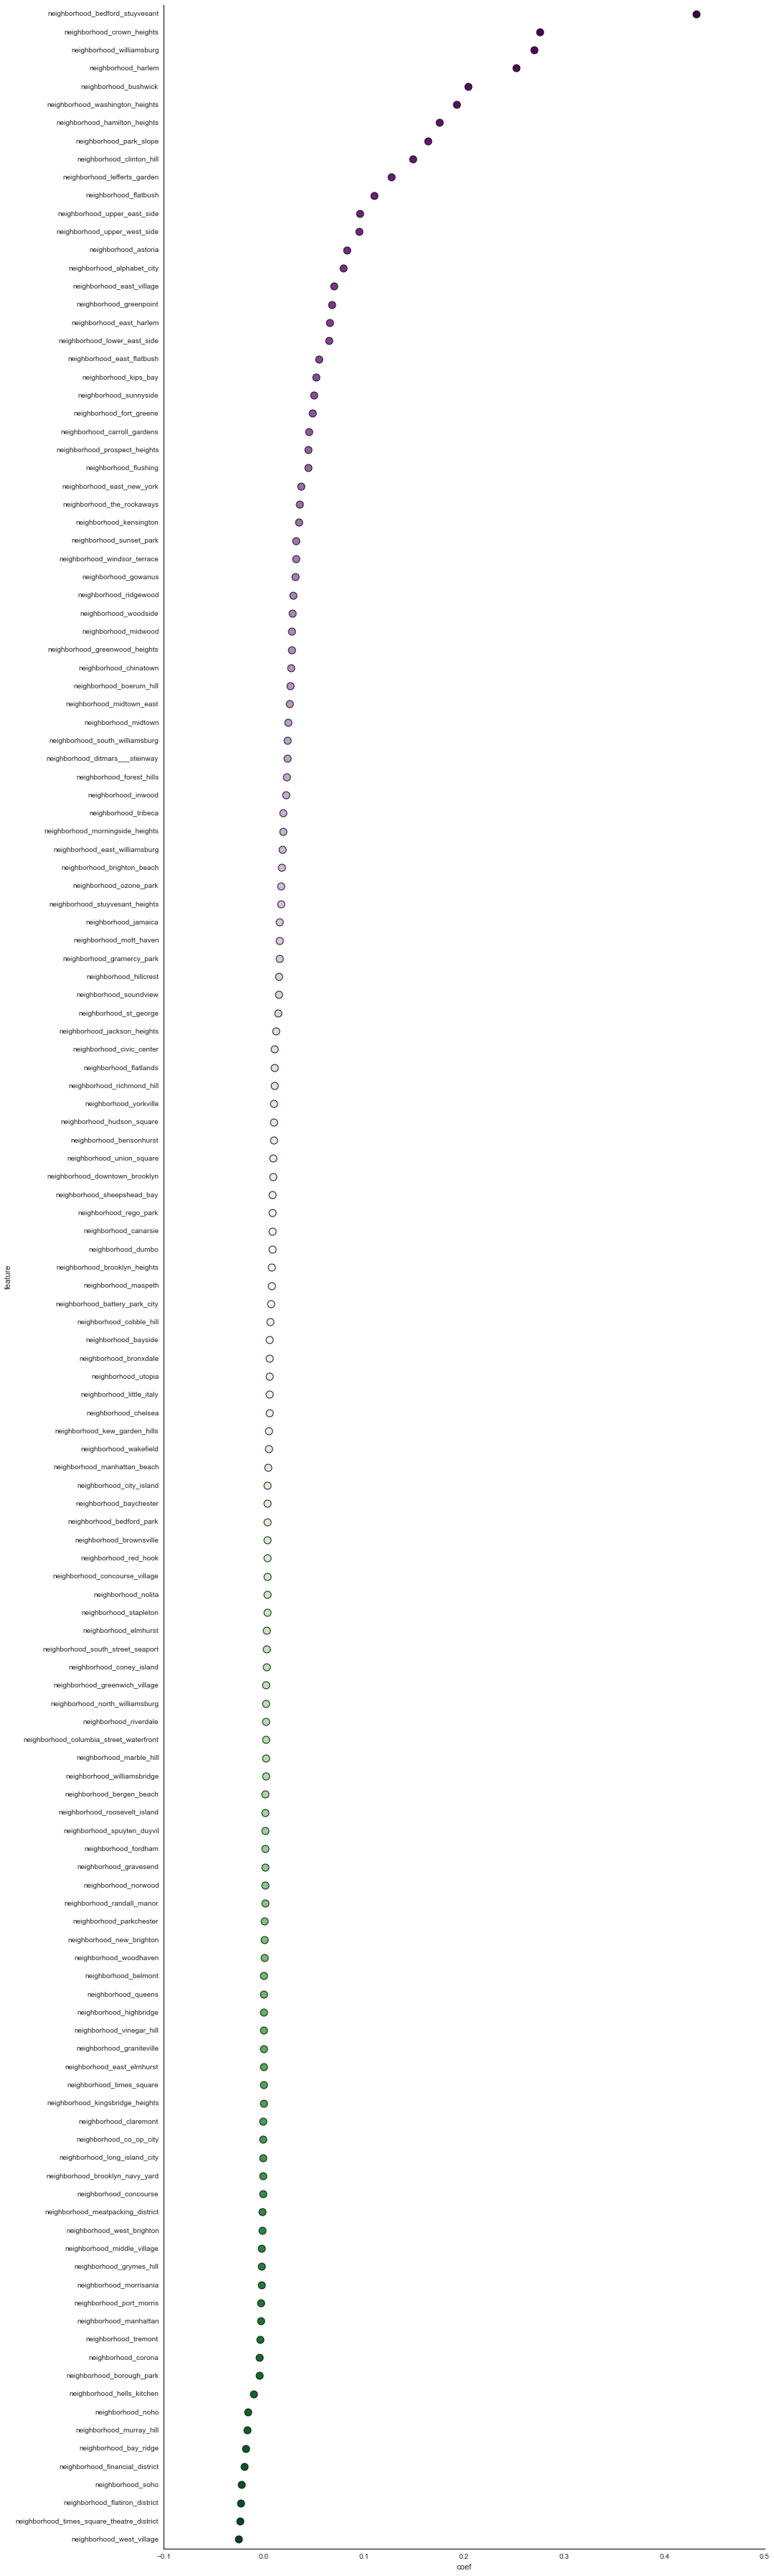 neighborhood_bedford_stuyvesant
neighborhood_crown_heights
neighborhood_williamsburg
neighborhood_harlem
neighborhood_bushwick
neighborhood_washington_heights
neighborhood_hamilton_heights
neighborhood_park_slope
neighborhood_clinton_hill
neighborhood_lefferts_garden
neighborhood_flatbush
neighborhood_upper_east_side
neighborhood_upper_west_side
neighborhood_astoria
neighborhood_alphabet_city
neighborhood_east_village
neighborhood_greenpoint
neighborhood_east_harlem
neighborhood_lower_east_side
neighborhood_east_flatbush
neighborhood_kips_bay
neighborhood_sunnyside
neighborhood_fort_greene
neighborhood_carroll_gardens
neighborhood_prospect_heights
neighborhood_flushing
neighborhood_east_new_york
neighborhood_the_rockaways
neighborhood_kensington
neighborhood_sunset_park
neighborhood_windsor_terrace
neighborhood_gowanus
neighborhood_ridgewood
neighborhood_woodside
neighborhood_midwood
neighborhood_greenwood_heights
neighborhood_chinatown
neighborhood_boerum_hill
neighborhood_midtown_east
neighborhood_midtown
neighborhood_south_williamsburg
neighborhood_ditmars___steinway
neighborhood_forest_hills
neighborhood_inwood
neighborhood_tribeca
neighborhood_morningside_heights
neighborhood_east_williamsburg
neighborhood_brighton_beach
neighborhood_ozone_park
neighborhood_stuyvesant_heights
neighborhood_jamaica
neighborhood_mott_haven
neighborhood_gramercy_park
neighborhood_hillcrest
neighborhood_soundview
neighborhood_st_george
neighborhood_jackson_heights
neighborhood_civic_center
neighborhood_flatlands
neighborhood_richmond_hill
neighborhood_yorkville
neighborhood_hudson_square
neighborhood_bensonhurst
neighborhood_union_square
neighborhood_downtown_brooklyn
neighborhood_sheepshead_bay
neighborhood_rego_park
neighborhood_canarsie
neighborhood_dumbo
neighborhood_brooklyn_heights
feature
neighborhood_maspeth
neighborhood_battery_park_city
neighborhood_cobble_hill
neighborhood_bayside
neighborhood_bronxdale
neighborhood_utopia
neighborhood_little_italy
neighborhood_chelsea
neighborhood_kew_garden_hills
neighborhood_wakefield
neighborhood_manhattan_beach
neighborhood_city_island
neighborhood_baychester
neighborhood_bedford_park
neighborhood_brownsville
neighborhood_red_hook
neighborhood_concourse_village
neighborhood_nolita
neighborhood_stapleton
neighborhood_elmhurst
neighborhood_south_street_seaport
neighborhood_coney_island
neighborhood_greenwich_village
neighborhood_north_williamsburg
neighborhood_riverdale
neighborhood_columbia_street_waterfront
neighborhood_marble_hill
neighborhood_williamsbridge
neighborhood_bergen_beach
neighborhood_roosevelt_island
neighborhood_spuyten_duyvil
neighborhood_fordham
neighborhood_gravesend
neighborhood_norwood
neighborhood_randall_manor
neighborhood_parkchester
neighborhood_new_brighton
neighborhood_woodhaven
neighborhood_belmont
neighborhood_queens
neighborhood_highbridge
neighborhood_vinegar_hill
neighborhood_graniteville
neighborhood_east_elmhurst
neighborhood_times_square
neighborhood_kingsbridge_heights
neighborhood_claremont
neighborhood_co_op_city
neighborhood_long_island_city
neighborhood_brooklyn_navy_yard
neighborhood_concourse
neighborhood_meatpacking_district
neighborhood_west_brighton
neighborhood_middle_village
neighborhood_grymes_hill
neighborhood_morrisania
neighborhood_port_morris
neighborhood_manhattan
neighborhood_tremont
neighborhood_corona
neighborhood_borough_park
neighborhood_hells_kitchen
neighborhood_noho
neighborhood_murray_hill
neighborhood_bay_ridge
neighborhood_financial_district
neighborhood_soho
neighborhood_flatiron_district
neighborhood_times_square_theatre_district
neighborhood_west_village
−0.1 0.0 0.1 0.2 0.3 0.4 0.5
coef